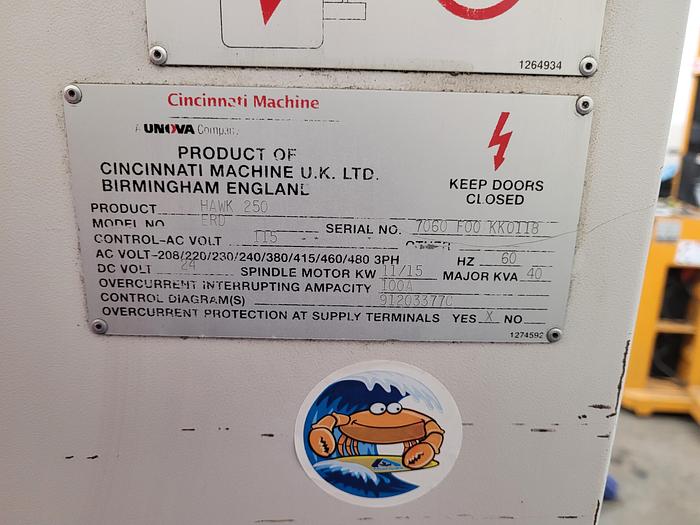 1264934
Cincinnati Machine
A UNOVA Company
PRODUCT OF
CINCINNATI MACHINE U.K. LTD.
BIRMINGHAM ENGLAND
KEEP DOORS
CLOSED
PRODUCT HAWK 250
MODEL NO ERD SERIAL NO. 7060 F00 KK0118
CONTROL-AC VOLT 115 OTHER
AC VOLT-208/220/230/240/380/415/460/480 3PH HZ 60
DC VOLT 24 SPINDLE MOTOR KW 11/15 MAJOR KVA 40
OVERCURRENT INTERRUPTING AMPACITY 100A
CONTROL DIAGRAM(S) 91203377C
OVERCURRENT PROTECTION AT SUPPLY TERMINALS YES X NO
1274592